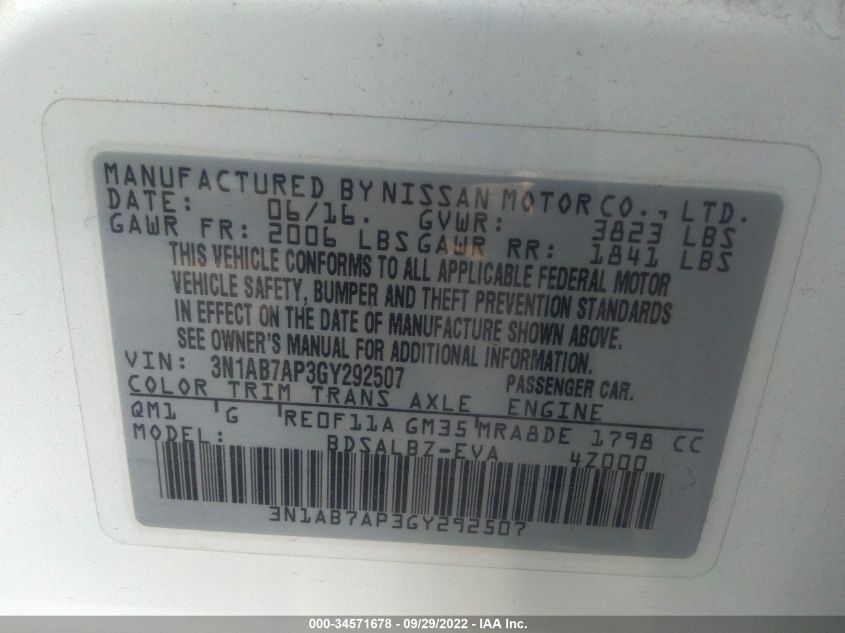 MANUFACTURED BY NISSAN MOTOR CO., LTD.
DATE: 06/16. GVWR: 3823 LBS
GAWR FR: 2006 LBS GAWR RR: 1841 LBS
THIS VEHICLE CONFORMS TO ALL APPLICABLE FEDERAL MOTOR
VEHICLE SAFETY, BUMPER AND THEFT PREVENTION STANDARDS
IN EFFECT ON THE DATE OF MANUFACTURE SHOWN ABOVE.
SEE OWNER'S MANUAL FOR ADDITIONAL INFORMATION.
VIN: 3N1AB7AP3GY292507 PASSENGER CAR.
COLOR TRIM TRANS AXLE ENGINE
QM1 G RE0F11A GM35 MRA8DE 1798 CC
MODEL: BDSALBZ-EVA 4Z000
3N1AB7AP3GY292507
000-34571678 - 09/29/2022 - IAAI Inc.